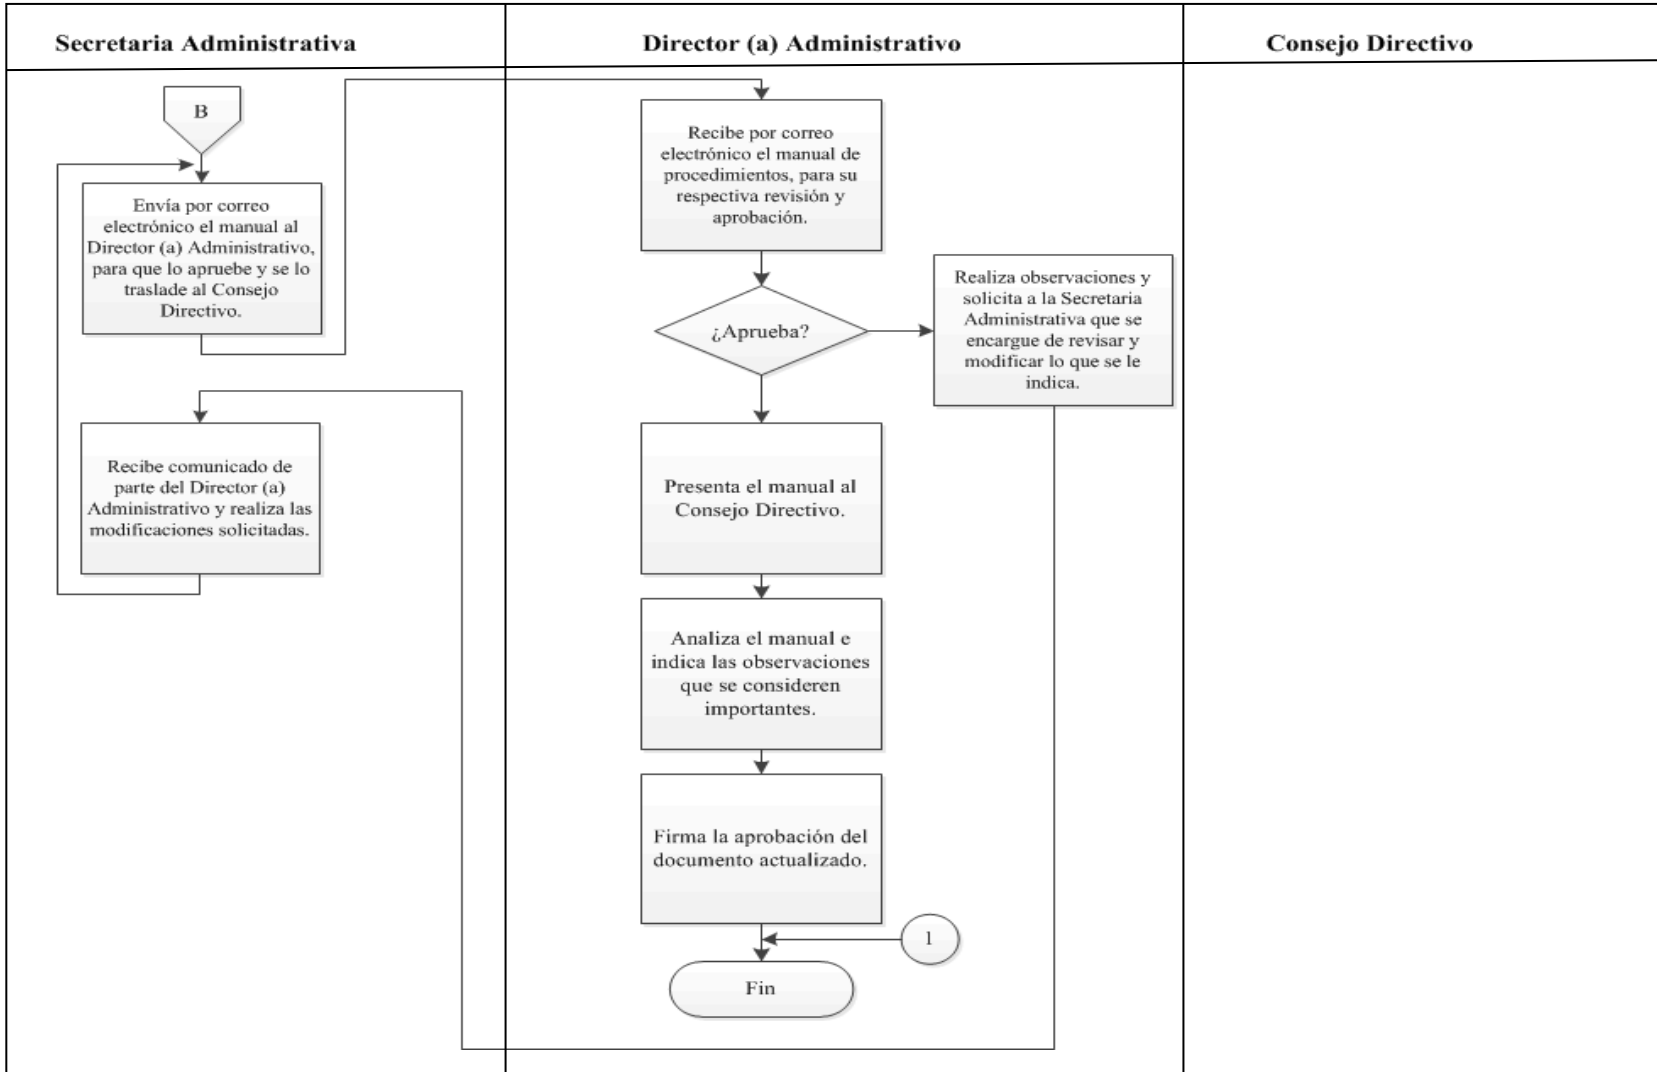 Secretaria Administrativa
Director (a) Administrativo
Consejo Directivo
B
Envía por correo
electrónico el manual al
Director (a) Administrativo,
para que lo apruebe y se lo
traslade al Consejo
Directivo.
Recibe comunicado de
parte del Director (a)
Administrativo y realiza las
modificaciones solicitadas.
Recibe por correo
electrónico el manual de
procedimientos, para su
respectiva revisión y
aprobación.
¿Aprueba?
Realiza observaciones y
solicita a la Secretaria
Administrativa que se
encargue de revisar y
modificar lo que se le
indica.
Presenta el manual al
Consejo Directivo.
Analiza el manual e
indica las observaciones
que se consideren
importantes.
Firma la aprobación del
documento actualizado.
1
Fin